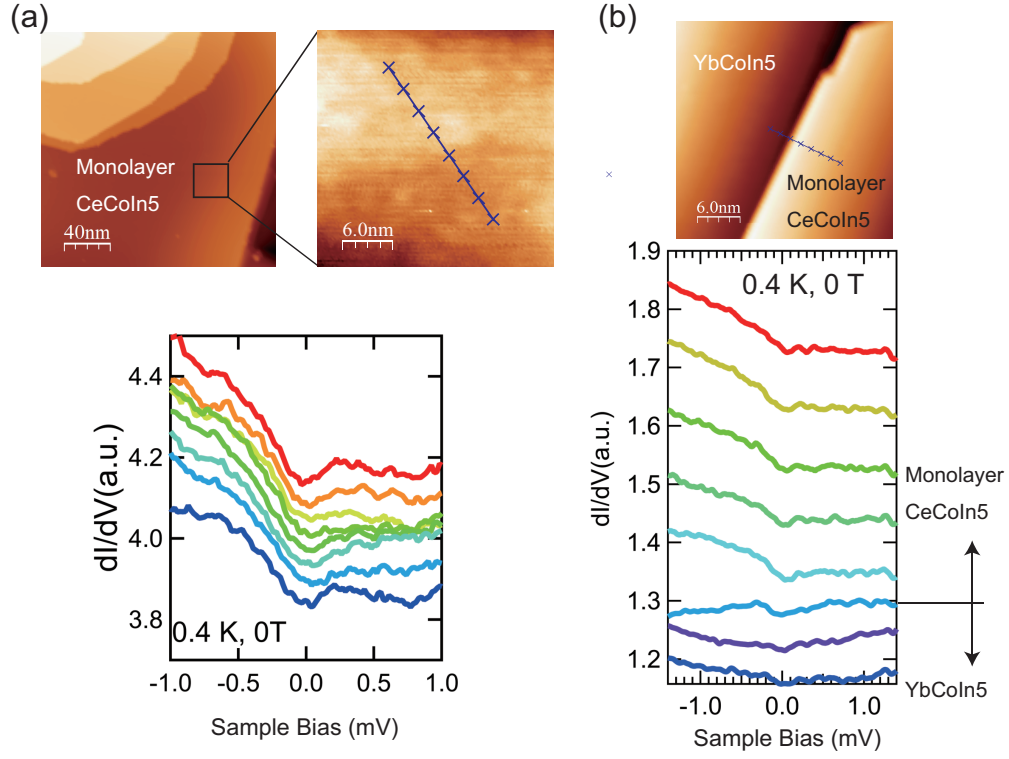 (a)
Monolayer
CeCoIn5
40nm
6.0nm
4.4
4.2
4.0
3.8
dI/dV(a.u.)
0.4 K, 0T
-1.0
-0.5
0.0
0.5
1.0
Sample Bias (mV)
(b)
YbCoIn5
Monolayer
CeCoIn5
6.0nm
1.9
1.8
1.7
1.6
1.5
1.4
1.3
1.2
dI/dV(a.u.)
0.4 K, 0 T
-1.0
0.0
1.0
Sample Bias (mV)
Monolayer
CeCoIn5
YbCoIn5